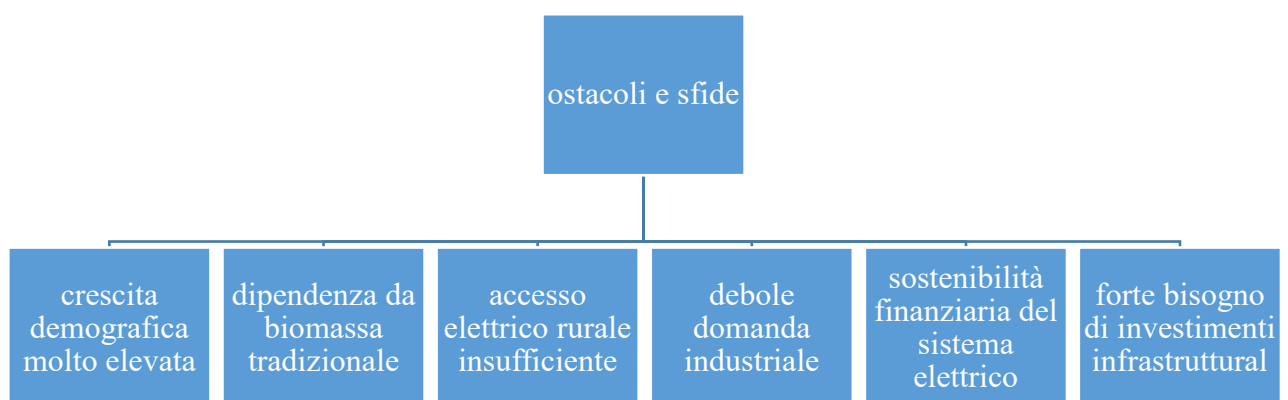 ostacoli e sfide
crescita
demografica
molto elevata
dipendenza da
biomassa
tradizionale
accesso
elettrico rurale
insufficiente
debole
domanda
industriale
sostenibilità
finanziaria del
sistema
elettrico
forte bisogno
di investimenti
infrastruttural